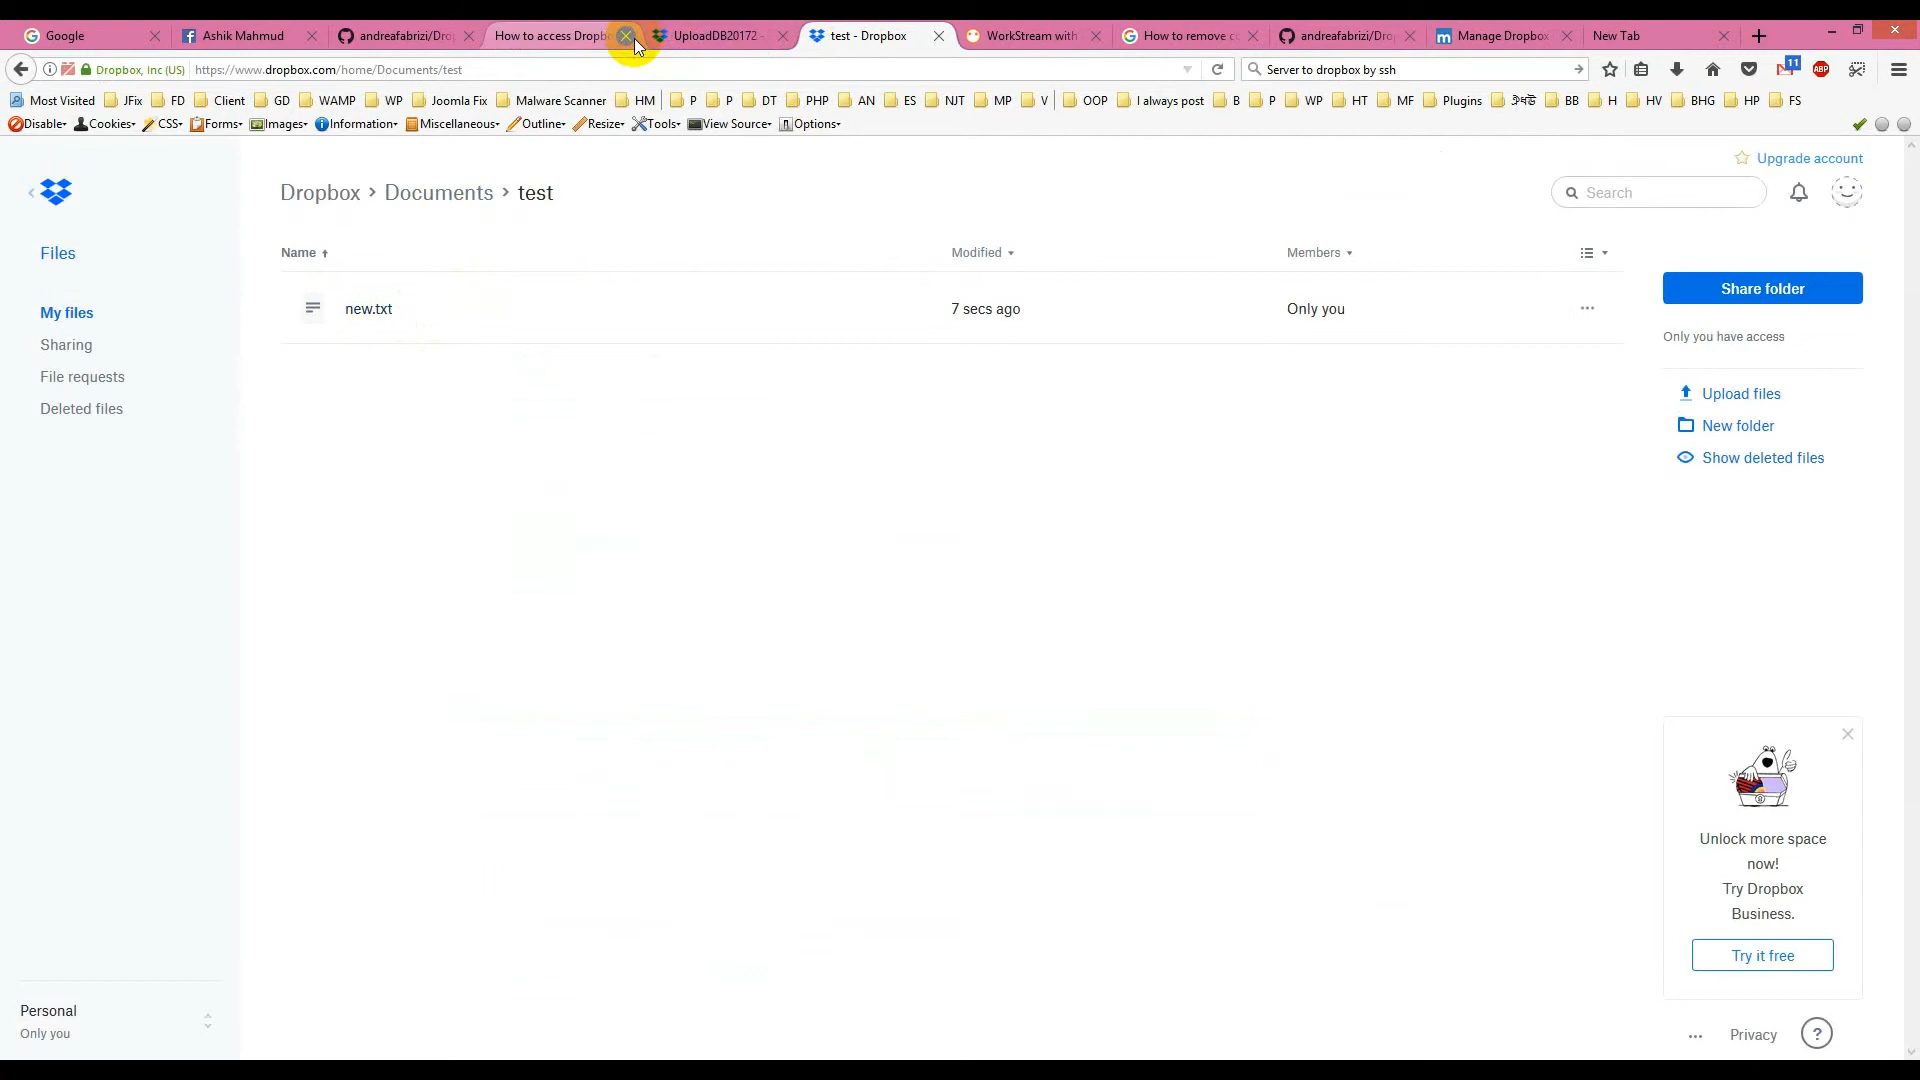 Google
Ashik Mahmud
andreafabrizi/Dro
How to access Dropbo
UploadDB20172 -
test - Dropbox
WorkStream with
How to remove co
andreafabrizi/Dro
Manage Dropbox
New Tab
Dropbox, Inc (US) https://www.dropbox.com/home/Documents/test
Server to dropbox by ssh
11
ABP
Most Visited JFix FD Client GD WAMP WP Joomla Fix Malware Scanner HM P P DT PHP AN ES NJT MP V OOP I always post B P WP HT MF Plugins BB H HV BHG HP FS
Disable Cookies CSS Forms Images Information Miscellaneous Outline Resize Tools View Source Options
Upgrade account
Dropbox › Documents › test
Search
Files
Name Modified Members
My files
Sharing
File requests
Deleted files
new.txt 7 secs ago Only you
Share folder
Only you have access
Upload files
New folder
Show deleted files
Unlock more space
now!
Try Dropbox
Business.
Try it free
Personal
Only you
Privacy ?